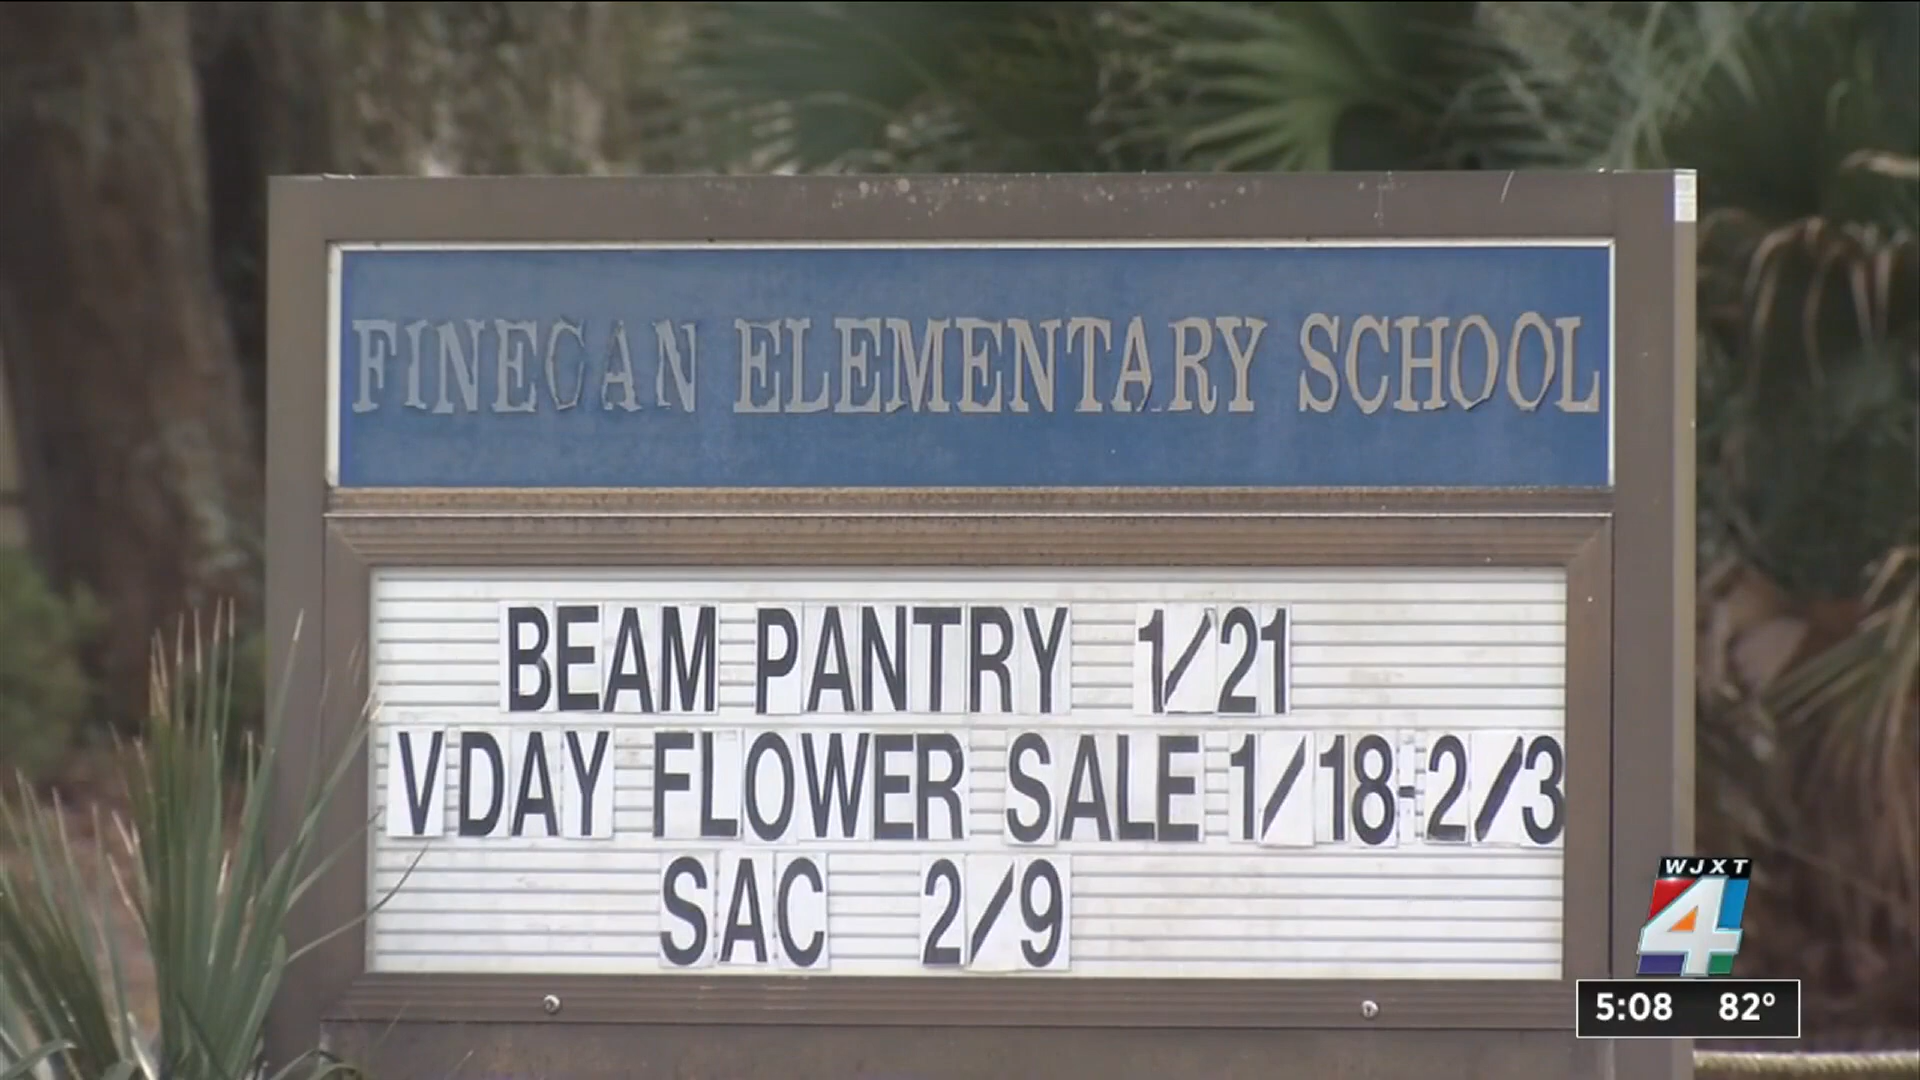 FINEGAN ELEMENTARY SCHOOL
BEAM PANTRY 1/21
VDAY FLOWER SALE 1/18-2/3
SAC 2/9
WJXT
4
5:08 82°